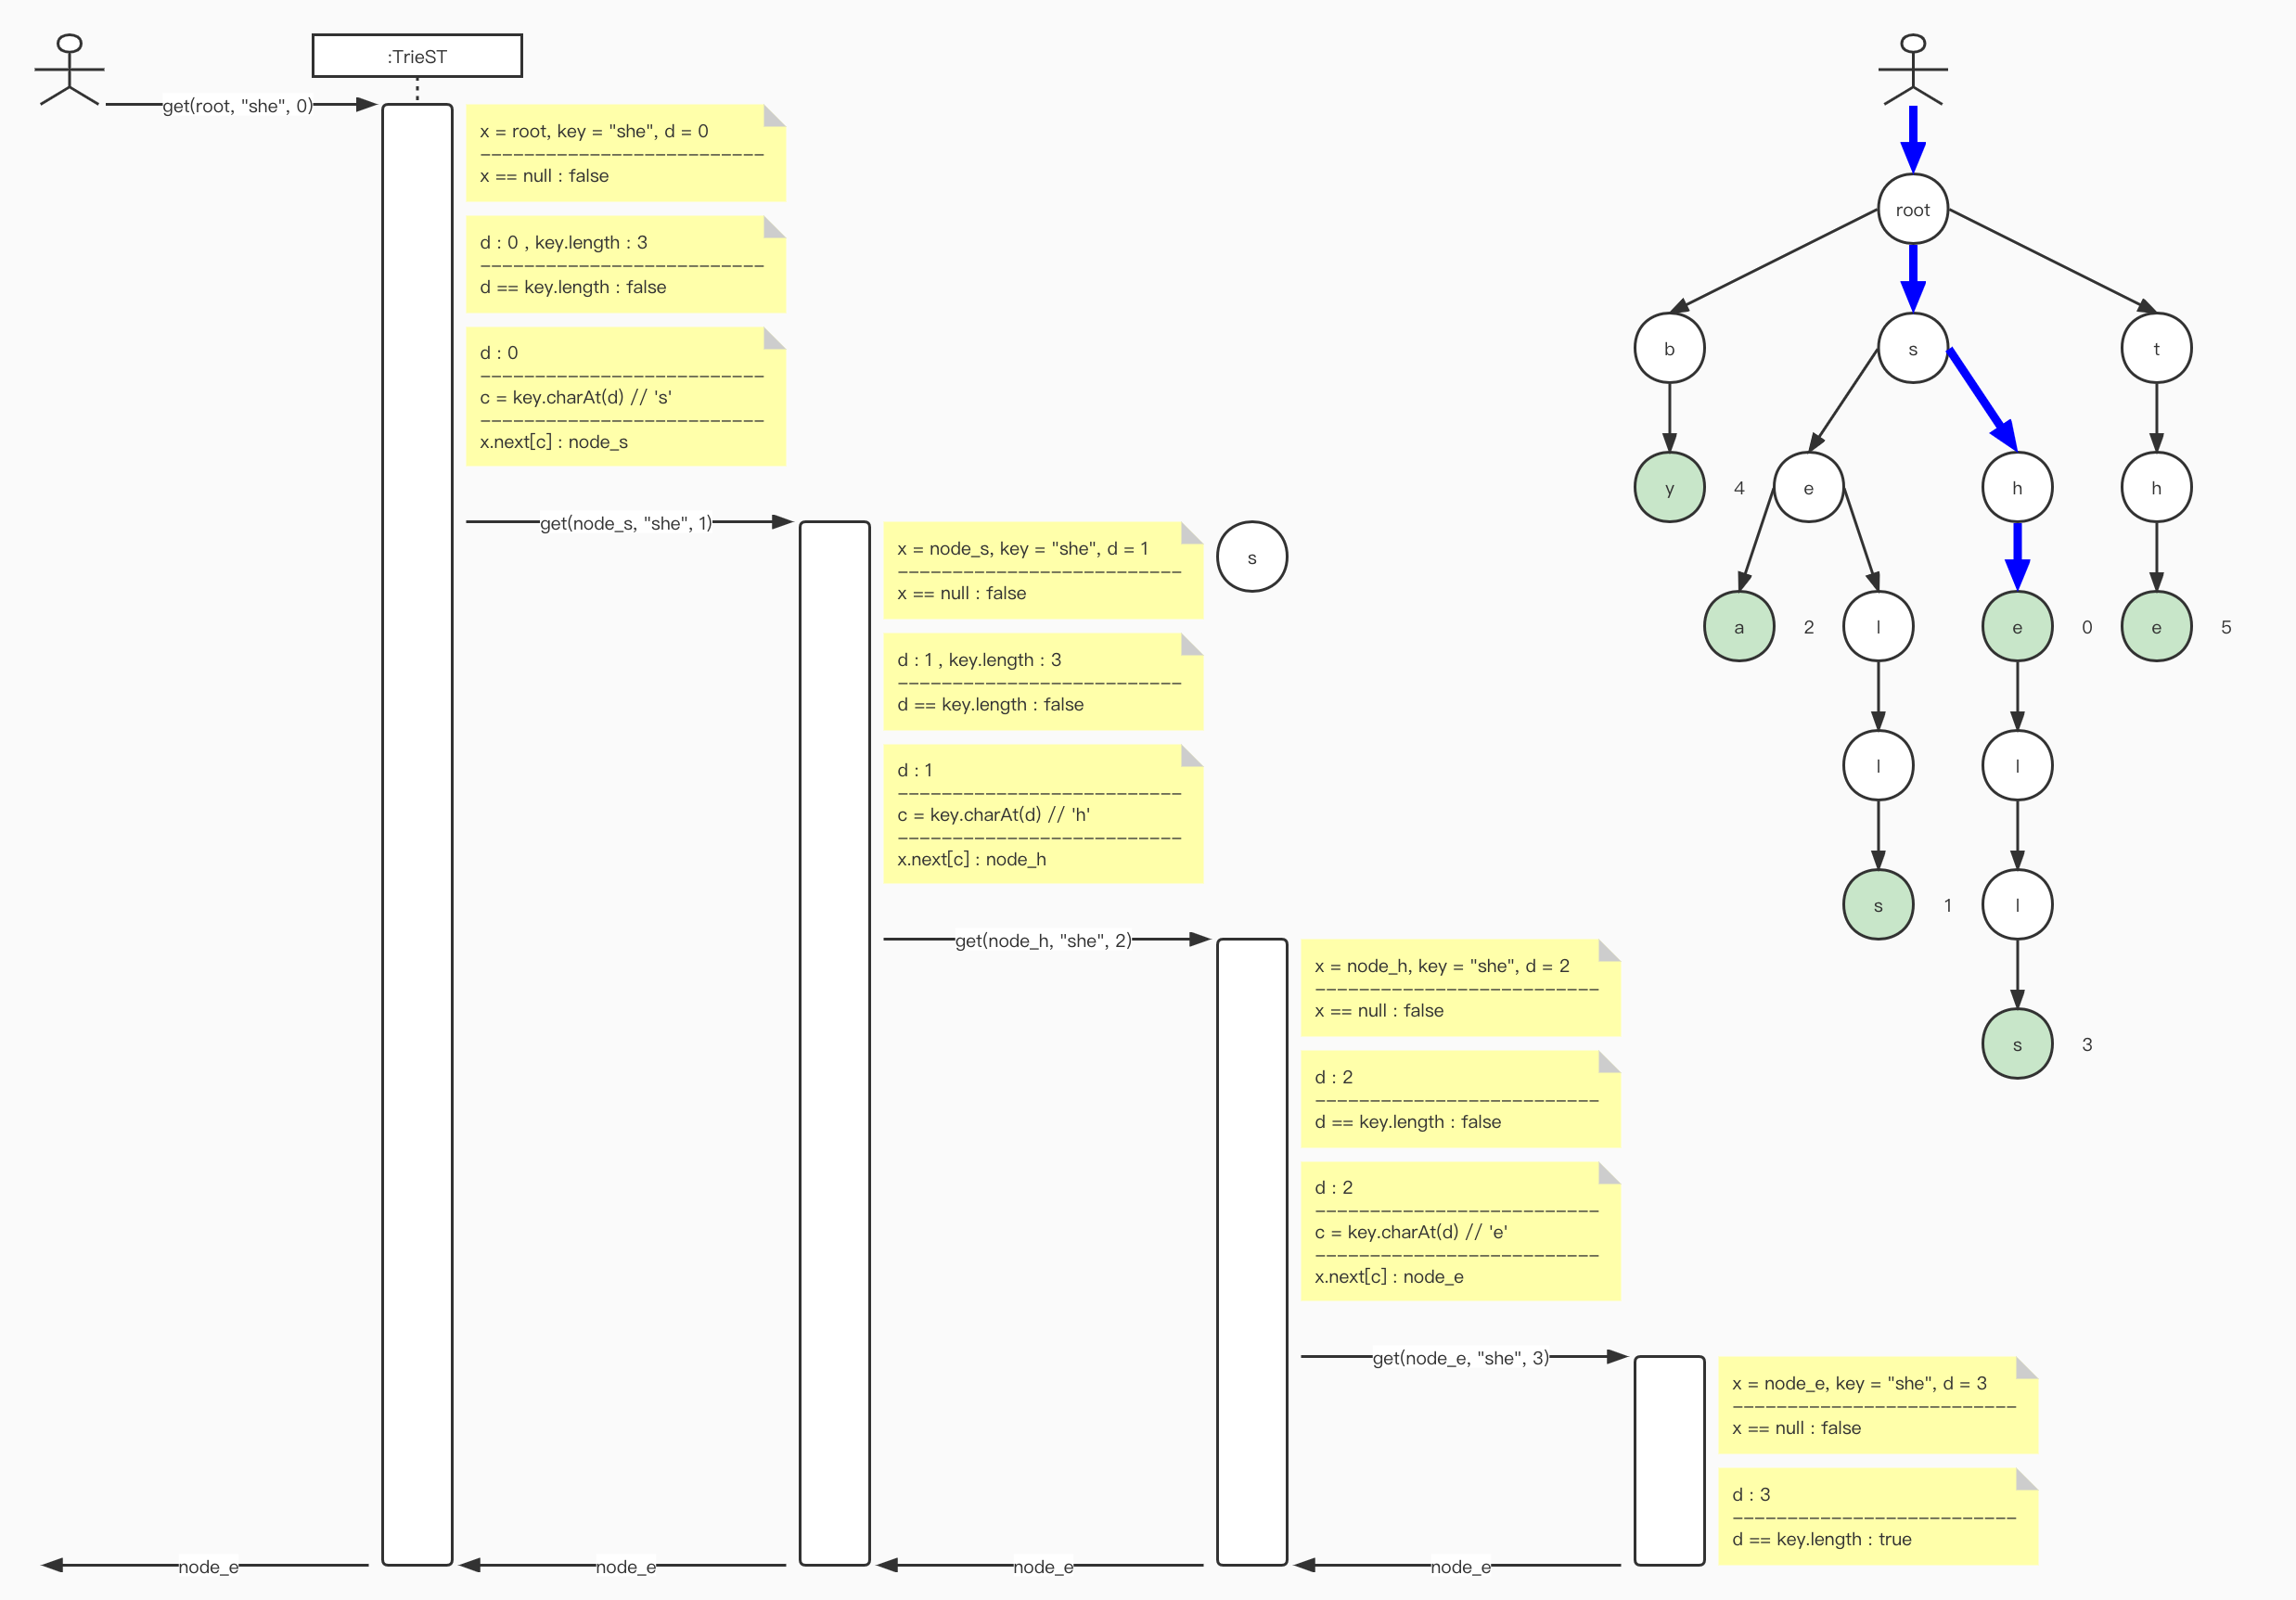 :TrieST
get(root, "she", 0)
x = root, key = "she", d = 0
--------------------------
x == null : false
d : 0 , key.length : 3
--------------------------
d == key.length : false
d : 0
--------------------------
c = key.charAt(d) // 's'
--------------------------
x.next[c] : node_s
get(node_s, "she", 1)
x = node_s, key = "she", d = 1
--------------------------
x == null : false
s
d : 1 , key.length : 3
--------------------------
d == key.length : false
d : 1
--------------------------
c = key.charAt(d) // 'h'
--------------------------
x.next[c] : node_h
get(node_h, "she", 2)
x = node_h, key = "she", d = 2
--------------------------
x == null : false
d : 2
--------------------------
d == key.length : false
d : 2
--------------------------
c = key.charAt(d) // 'e'
--------------------------
x.next[c] : node_e
get(node_e, "she", 3)
x = node_e, key = "she", d = 3
--------------------------
x == null : false
d : 3
--------------------------
d == key.length : true
node_e
node_e
node_e
node_e
root
b
s
t
y
4
e
h
h
a
2
l
e
0
e
5
l
l
s
1
l
s
3